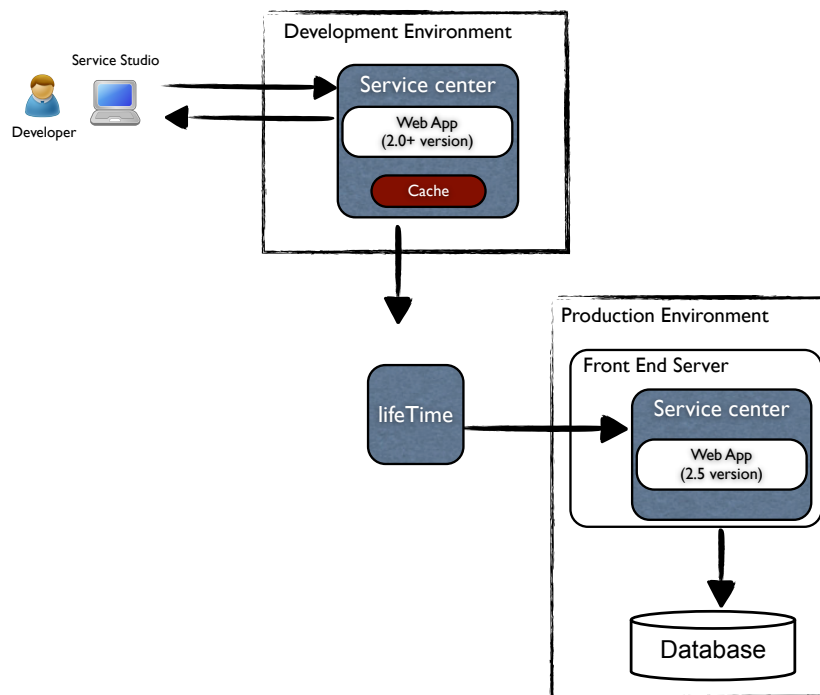 Development Environment
Service Studio
Developer
Service center
Web App
(2.0+ version)
Cache
lifeTime
Production Environment
Front End Server
Service center
Web App
(2.5 version)
Database